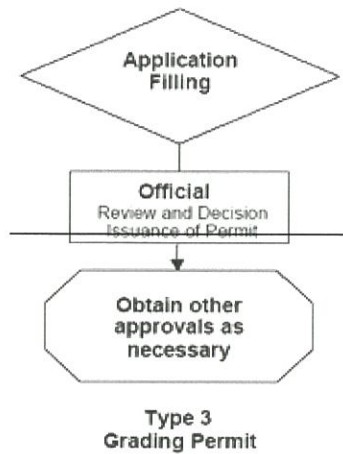 Application
Filling
Official
Review and Decision
Issuance of Permit
Obtain other
approvals as
necessary
Type 3
Grading Permit